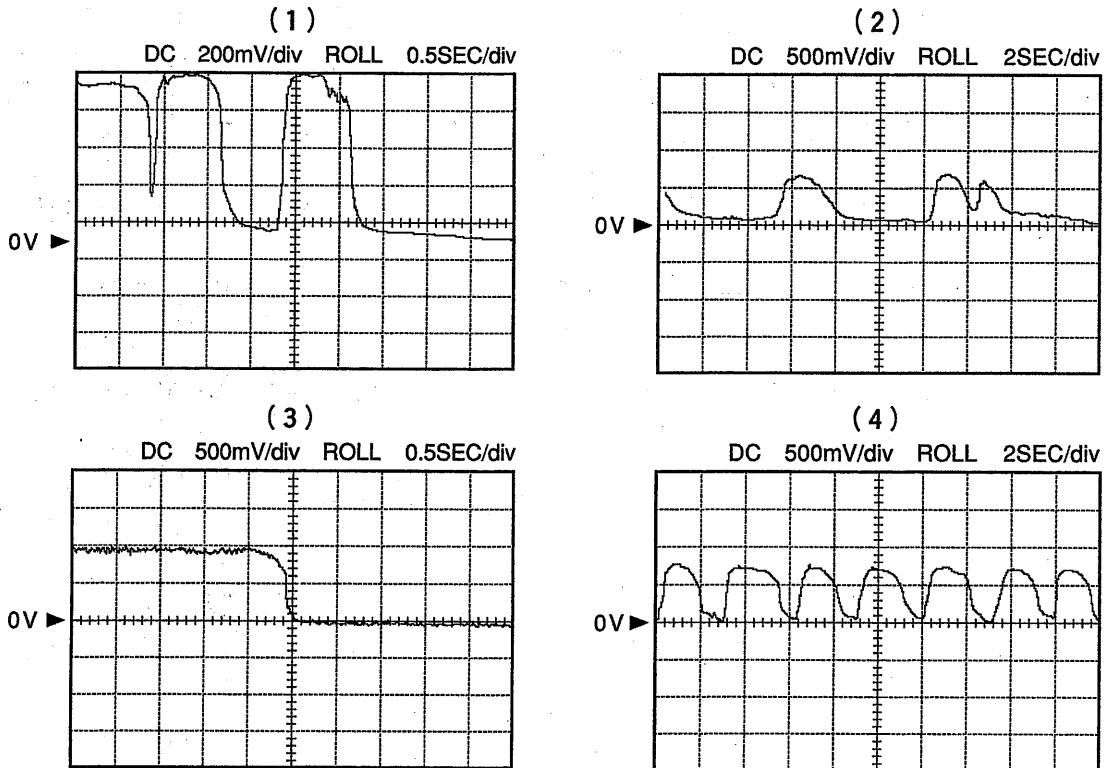 (1)
DC 200mV/div ROLL 0.5SEC/div
0V ►
(2)
DC 500mV/div ROLL 2SEC/div
0V ►
(3)
DC 500mV/div ROLL 0.5SEC/div
0V ►
(4)
DC 500mV/div ROLL 2SEC/div
0V ►